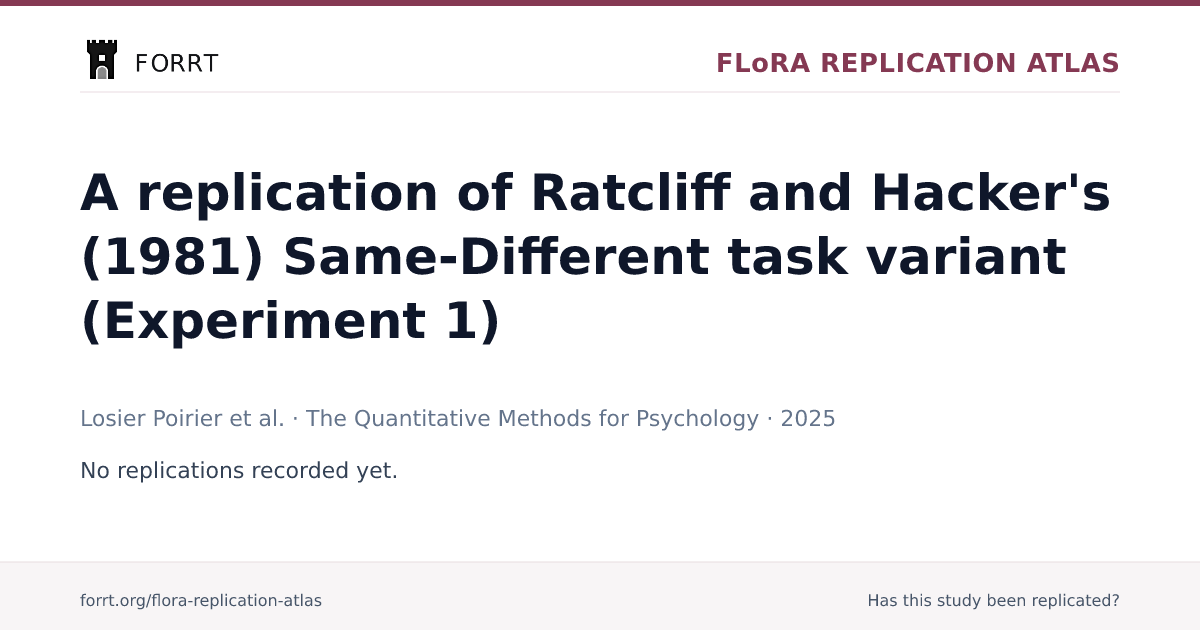 FORRT
FLoRA REPLICATION ATLAS
A replication of Ratcliff and Hacker's
(1981) Same-Different task variant
(Experiment 1)
Losier Poirier et al. · The Quantitative Methods for Psychology · 2025
No replications recorded yet.
forrt.org/flora-replication-atlas
Has this study been replicated?